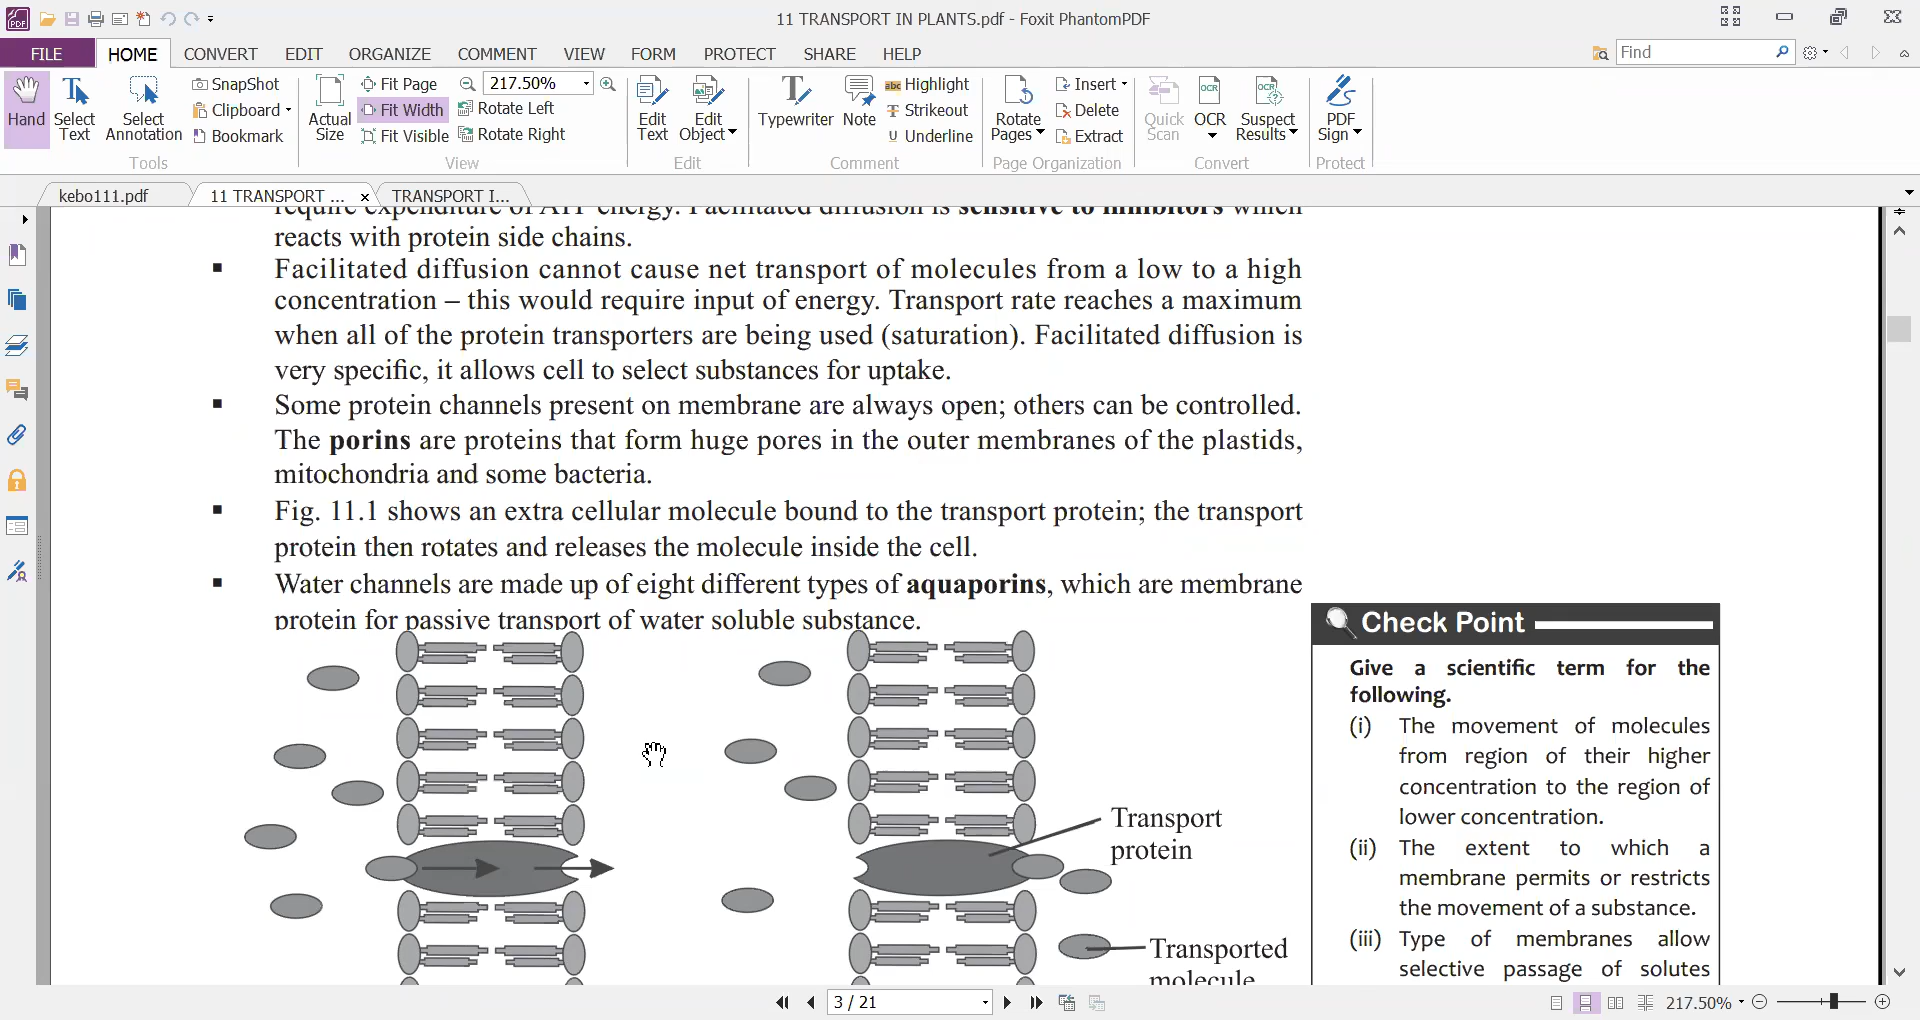 11 TRANSPORT IN PLANTS.pdf - Foxit PhantomPDF
FILE HOME CONVERT EDIT ORGANIZE COMMENT VIEW FORM PROTECT SHARE HELP
Find
Hand
Select Text
Select Annotation
SnapShot
Clipboard
Bookmark
Tools
Actual Size
Fit Page
Fit Width
Fit Visible
217.50%
Rotate Left
Rotate Right
View
Edit Text
Edit Object
Edit
Typewriter
Note
Highlight
Strikeout
Underline
Comment
Rotate Pages
Insert
Delete
Extract
Page Organization
Quick Scan
OCR
Suspect Results
Convert
PDF Sign
Protect
kebo111.pdf
11 TRANSPORT ...
TRANSPORT I...
require expenditure of ATP energy. Facilitated diffusion is sensitive to inhibitors which
reacts with protein side chains.
▪ Facilitated diffusion cannot cause net transport of molecules from a low to a high
concentration – this would require input of energy. Transport rate reaches a maximum
when all of the protein transporters are being used (saturation). Facilitated diffusion is
very specific, it allows cell to select substances for uptake.
▪ Some protein channels present on membrane are always open; others can be controlled.
The porins are proteins that form huge pores in the outer membranes of the plastids,
mitochondria and some bacteria.
▪ Fig. 11.1 shows an extra cellular molecule bound to the transport protein; the transport
protein then rotates and releases the molecule inside the cell.
▪ Water channels are made up of eight different types of aquaporins, which are membrane
protein for passive transport of water soluble substance.
Transport
protein
Transported
molecule
Check Point
Give a scientific term for the
following.
(i) The movement of molecules
from region of their higher
concentration to the region of
lower concentration.
(ii) The extent to which a
membrane permits or restricts
the movement of a substance.
(iii) Type of membranes allow
selective passage of solutes
3 / 21
217.50%